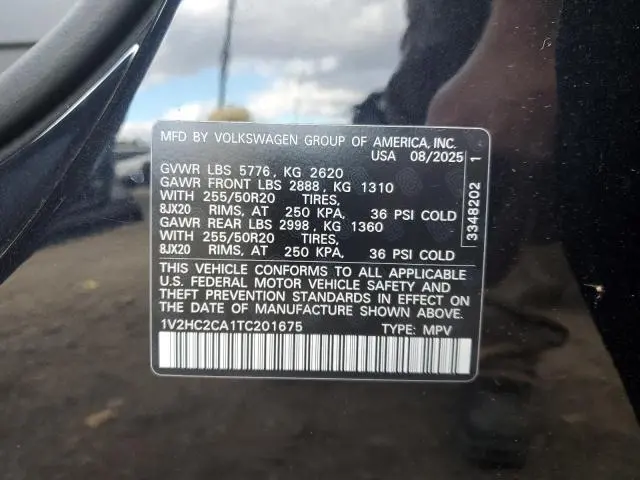 MFD BY VOLKSWAGEN GROUP OF AMERICA, INC.
USA 08/2025
GVWR LBS 5776, KG 2620
GAWR FRONT LBS 2888, KG 1310
WITH 255/50R20 TIRES,
8JX20 RIMS, AT 250 KPA, 36 PSI COLD
GAWR REAR LBS 2998, KG 1360
WITH 255/50R20 TIRES,
8JX20 RIMS, AT 250 KPA, 36 PSI COLD
THIS VEHICLE CONFORMS TO ALL APPLICABLE
U.S. FEDERAL MOTOR VEHICLE SAFETY AND
THEFT PREVENTION STANDARDS IN EFFECT ON
THE DATE OF MANUFACTURE SHOWN ABOVE.
1V2HC2CA1TC201675 TYPE: MPV
3348202 1